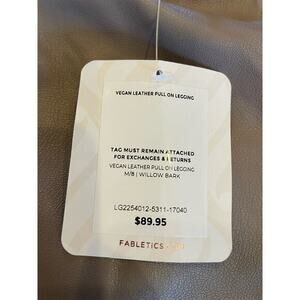 VEGAN LEATHER PULL ON LEGGING
TAG MUST REMAIN ATTACHED
FOR EXCHANGES & RETURNS
VEGAN LEATHER PULL ON LEGGING
M/8 | WILLOW BARK
LG2254012-5311-17040
$89.95
FABLETICS